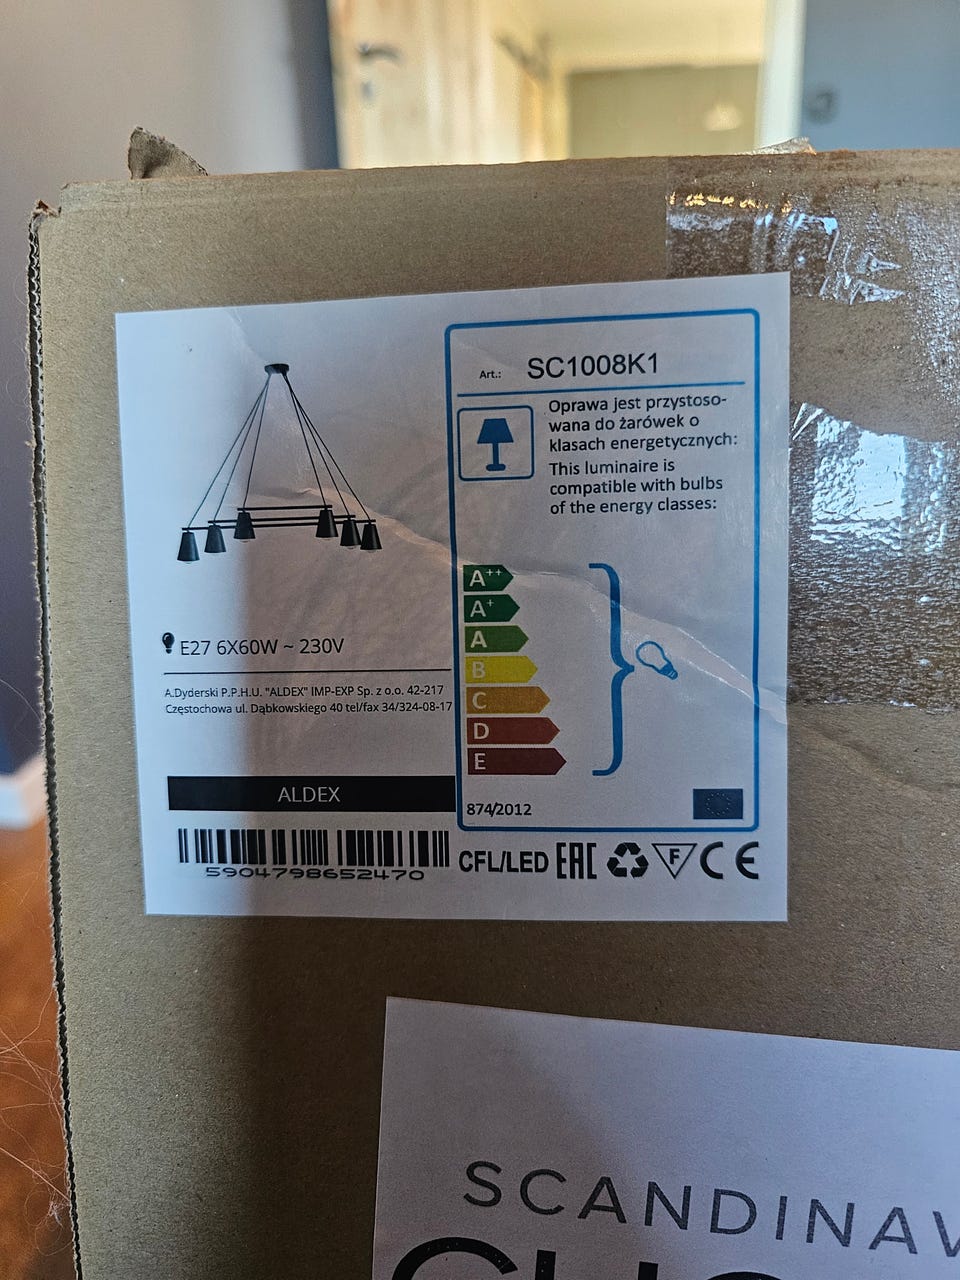 Art.: SC1008K1
Oprawa jest przystoso-
wana do żarówek o
klasach energetycznych:
This luminaire is
compatible with bulbs
of the energy classes:
A++
A+
A
B
C
D
E
874/2012
E27 6X60W ~ 230V
A.Dyderski P.P.H.U. "ALDEX" IMP-EXP Sp. z o.o. 42-217
Częstochowa ul. Dąbkowskiego 40 tel/fax 34/324-08-17
ALDEX
5904798652470
CFL/LED EAC F CE